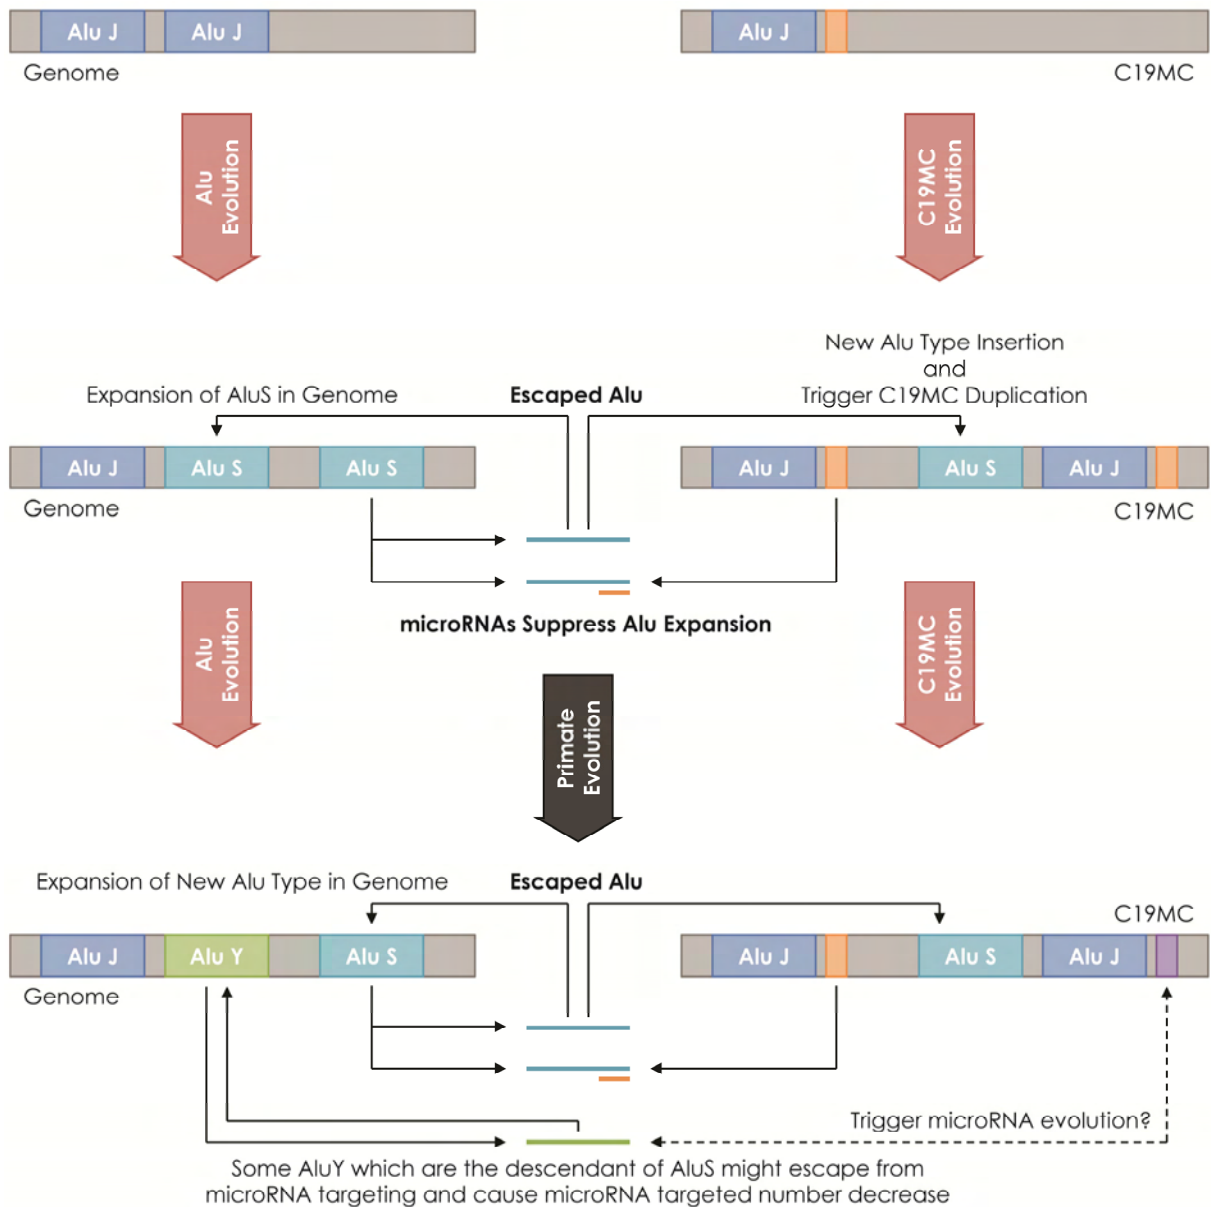 Alu J
Alu J
Alu J
Genome
C19MC
Alu
Evolution
C19MC
Evolution
New Alu Type Insertion
and
Trigger C19MC Duplication
Expansion of AluS in Genome
Escaped Alu
Alu J
Alu S
Alu S
Alu J
Alu S
Alu J
Genome
C19MC
microRNAs Suppress Alu Expansion
Alu
Evolution
C19MC
Evolution
Primate
Evolution
Expansion of New Alu Type in Genome
Escaped Alu
C19MC
Alu J
Alu Y
Alu S
Alu J
Alu S
Alu J
Genome
Trigger microRNA evolution?
Some AluY which are the descendant of AluS might escape from
microRNA targeting and cause microRNA targeted number decrease